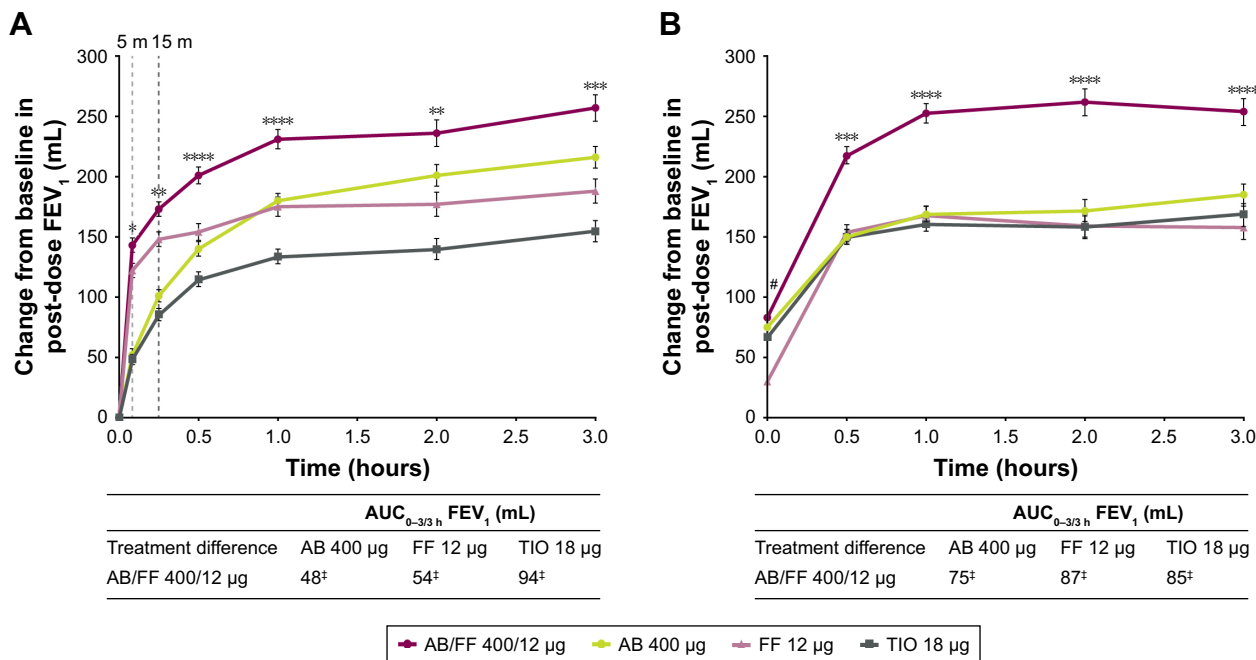 A
5 m 15 m
Change from baseline in
post-dose FEV₁ (mL)
300
250
200
150
100
50
0
* ** **** **** ** ***
0.0 0.5 1.0 1.5 2.0 2.5 3.0
Time (hours)
AUC₀₋₃/₃ ₕ FEV₁ (mL)
Treatment difference AB 400 µg FF 12 µg TIO 18 µg
AB/FF 400/12 µg 48‡ 54‡ 94‡
B
Change from baseline in
post-dose FEV₁ (mL)
300
250
200
150
100
50
0
# *** **** **** ****
0.0 0.5 1.0 1.5 2.0 2.5 3.0
Time (hours)
AUC₀₋₃/₃ ₕ FEV₁ (mL)
Treatment difference AB 400 µg FF 12 µg TIO 18 µg
AB/FF 400/12 µg 75‡ 87‡ 85‡
AB/FF 400/12 µg AB 400 µg FF 12 µg TIO 18 µg